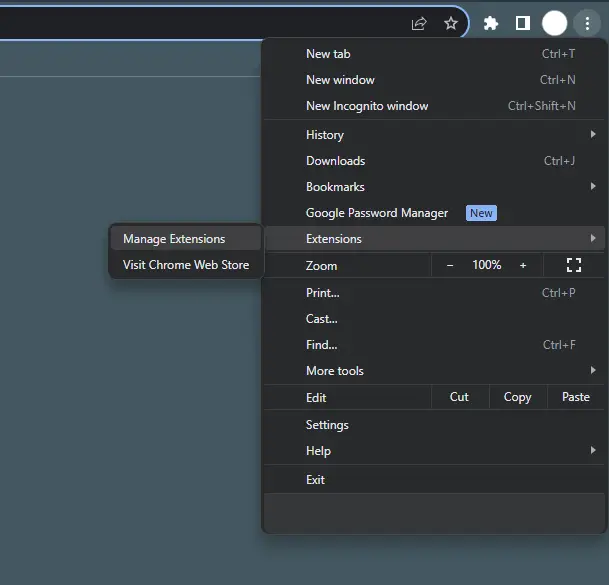 New tab Ctrl+T
New window Ctrl+N
New Incognito window Ctrl+Shift+N
History
Downloads Ctrl+J
Bookmarks
Google Password Manager New
Manage Extensions
Extensions
Visit Chrome Web Store
Zoom − 100% +
Print... Ctrl+P
Cast...
Find... Ctrl+F
More tools
Edit Cut Copy Paste
Settings
Help
Exit